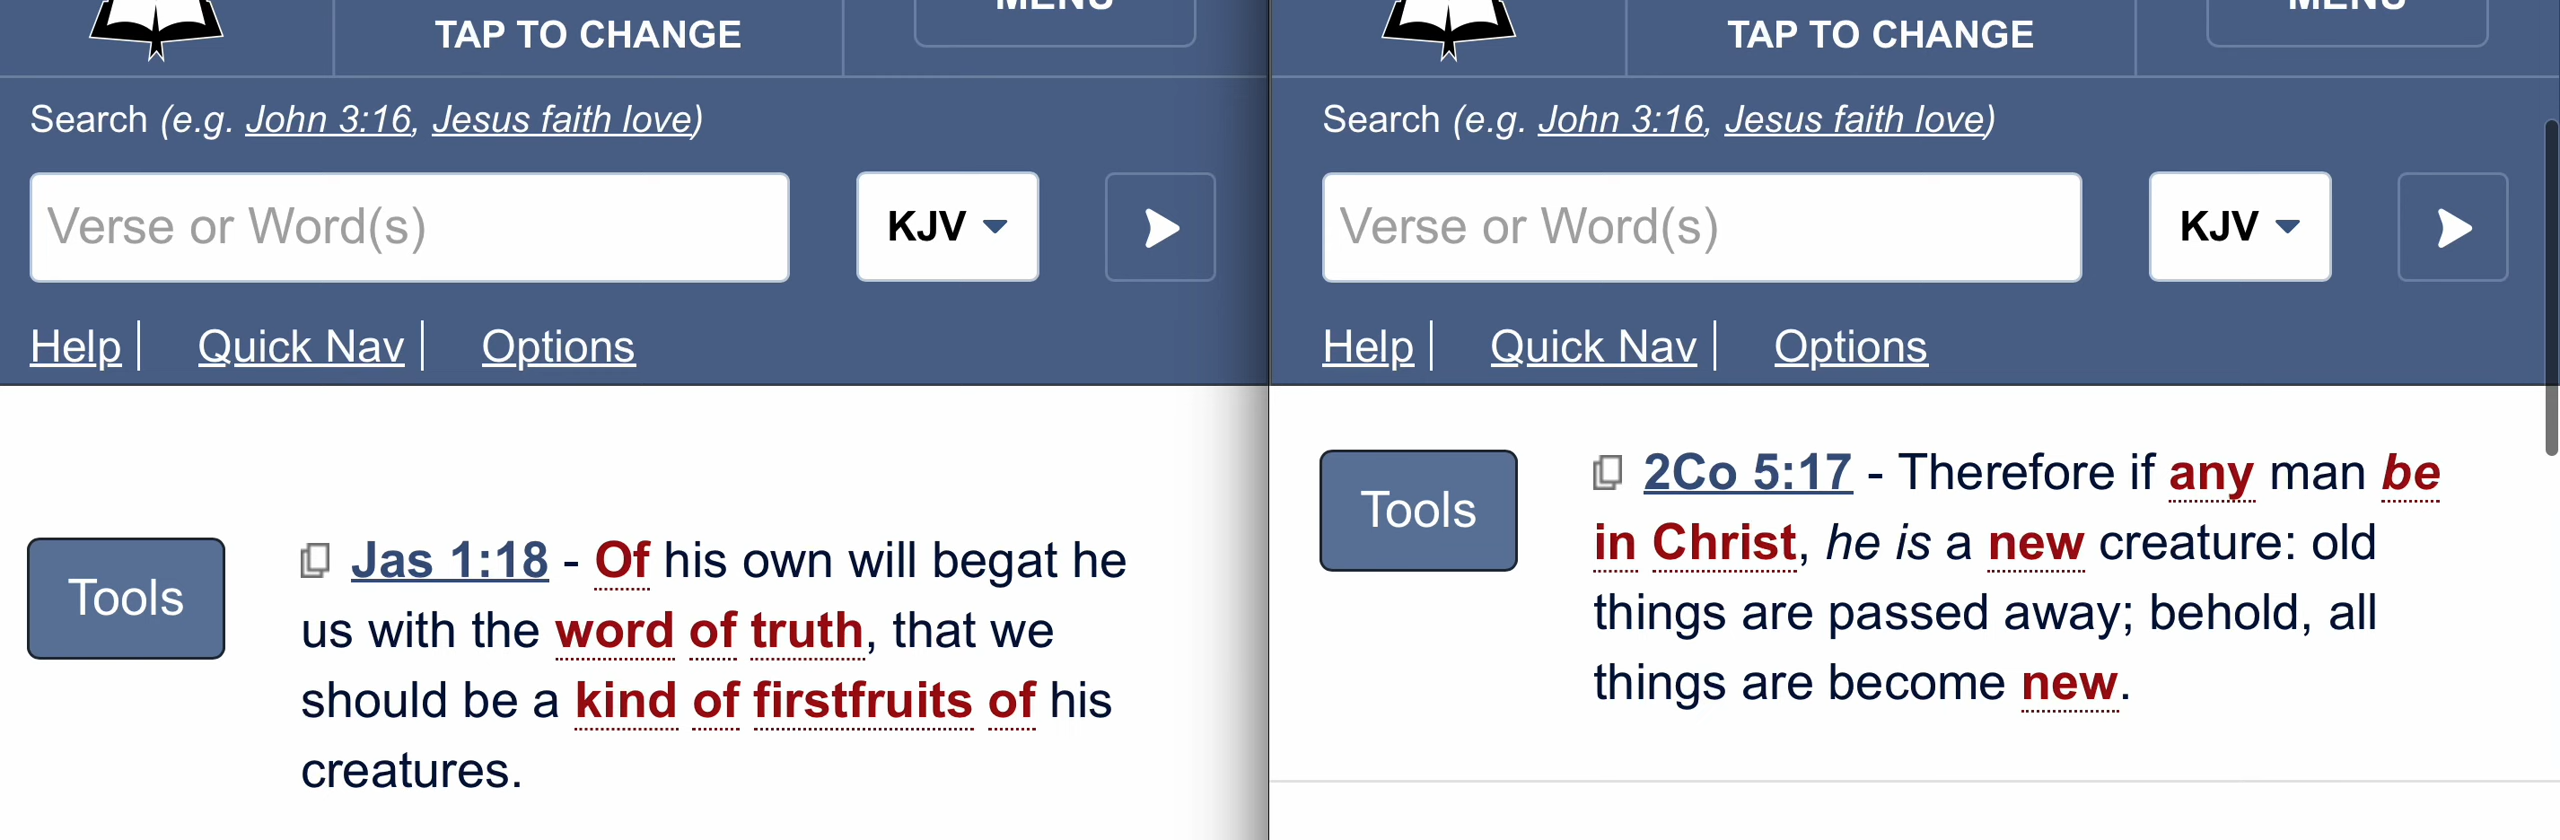 TAP TO CHANGE
MENU
Search (e.g. John 3:16, Jesus faith love)
Verse or Word(s)
KJV
Help
Quick Nav
Options
Tools
Jas 1:18 - Of his own will begat he
us with the word of truth, that we
should be a kind of firstfruits of his
creatures.
TAP TO CHANGE
MENU
Search (e.g. John 3:16, Jesus faith love)
Verse or Word(s)
KJV
Help
Quick Nav
Options
Tools
2Co 5:17 - Therefore if any man be
in Christ, he is a new creature: old
things are passed away; behold, all
things are become new.